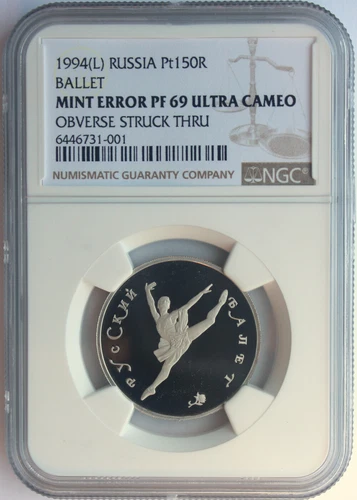 1994(L) RUSSIA Pt150R
BALLET
MINT ERROR PF 69 ULTRA CAMEO
OBVERSE STRUCK THRU
6446731-001
NUMISMATIC GUARANTY COMPANY
NGC
РУССКИЙ БАЛЕТ